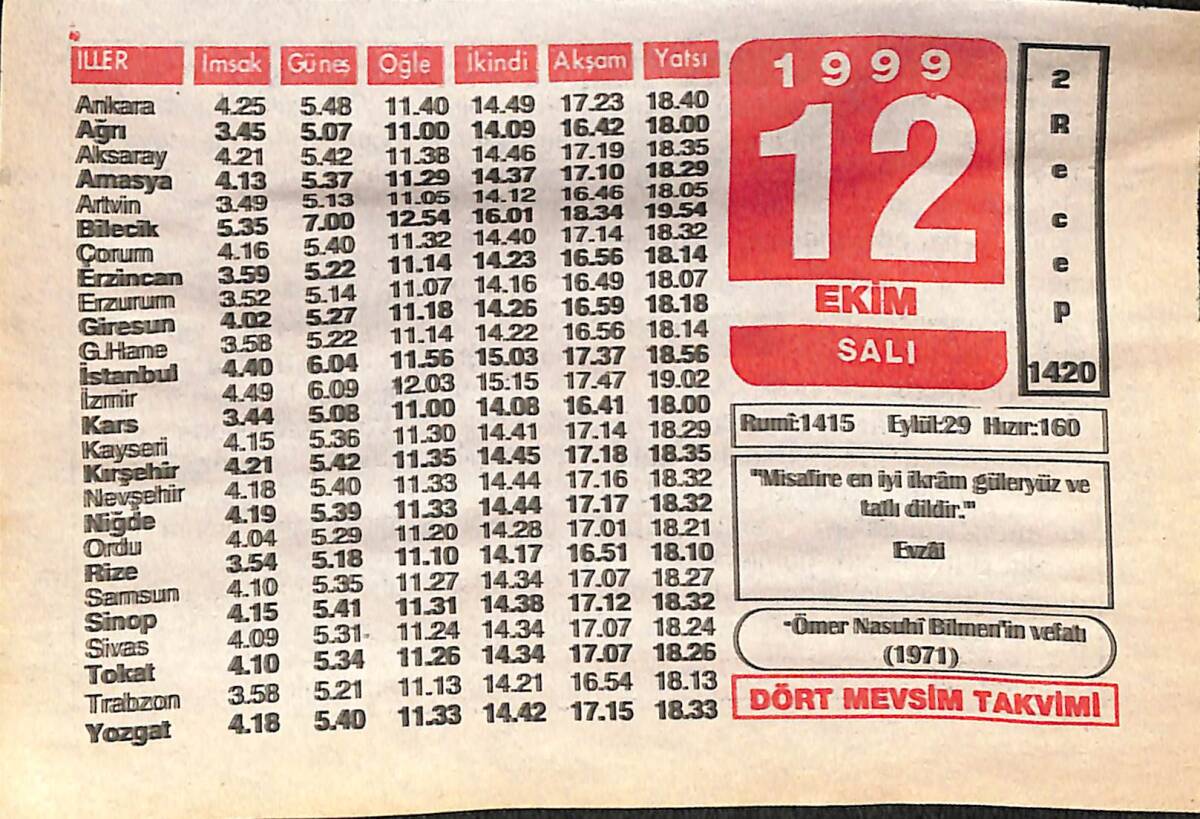 İLLER İmsak Güneş Öğle İkindi Akşam Yatsı
Ankara 4.25 5.48 11.40 14.49 17.23 18.40
Ağrı 3.45 5.07 11.00 14.09 16.42 18.00
Aksaray 4.21 5.42 11.38 14.46 17.19 18.35
Amasya 4.13 5.37 11.29 14.37 17.10 18.29
Artvin 3.49 5.13 11.05 14.12 16.46 18.05
Bilecik 5.35 7.00 12.54 16.01 18.34 19.54
Çorum 4.16 5.40 11.32 14.40 17.14 18.32
Erzincan 3.59 5.22 11.14 14.23 16.56 18.14
Erzurum 3.52 5.14 11.07 14.16 16.49 18.07
Giresun 4.02 5.27 11.18 14.26 16.59 18.18
G.Hane 3.58 5.22 11.14 14.22 16.56 18.14
İstanbul 4.40 6.04 11.56 15.03 17.37 18.56
İzmir 4.49 6.09 12.03 15:15 17.47 19.02
Kars 3.44 5.08 11.00 14.08 16.41 18.00
Kayseri 4.15 5.36 11.30 14.41 17.14 18.29
Kırşehir 4.21 5.42 11.35 14.45 17.18 18.35
Nevşehir 4.18 5.40 11.33 14.44 17.16 18.32
Niğde 4.19 5.39 11.33 14.44 17.17 18.32
Ordu 4.04 5.29 11.20 14.28 17.01 18.21
Rize 3.54 5.18 11.10 14.17 16.51 18.10
Samsun 4.10 5.35 11.27 14.34 17.07 18.27
Sinop 4.15 5.41 11.31 14.38 17.12 18.32
Sivas 4.09 5.31 11.24 14.34 17.07 18.24
Tokat 4.10 5.34 11.26 14.34 17.07 18.26
Trabzon 3.58 5.21 11.13 14.21 16.54 18.13
Yozgat 4.18 5.40 11.33 14.42 17.15 18.33
1999
12
EKİM
SALI
2
R
e
c
e
p
1420
Rumî:1415 Eylül:29 Hızır:160
"Misafire en iyi ikrâm güleryüz ve
tatlı dildir."
Evzâî
-Ömer Nasuhî Bilmen'in vefatı
(1971)
DÖRT MEVSİM TAKVİMİ